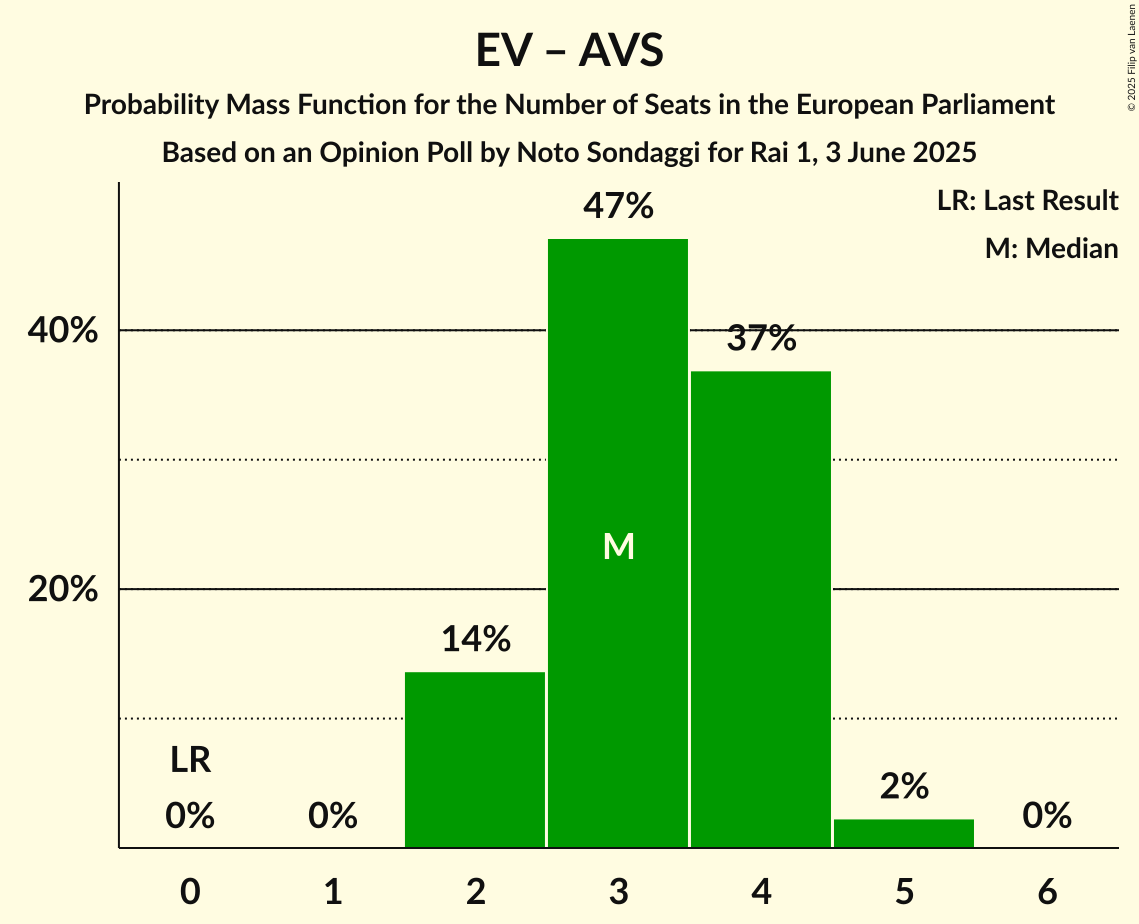 EV – AVS
Probability Mass Function for the Number of Seats in the European Parliament
Based on an Opinion Poll by Noto Sondaggi for Rai 1, 3 June 2025
© 2025 Filip van Laenen
LR: Last Result
M: Median
47%
40%
37%
M
20%
14%
LR
0%
0%
2%
0%
0
1
2
3
4
5
6